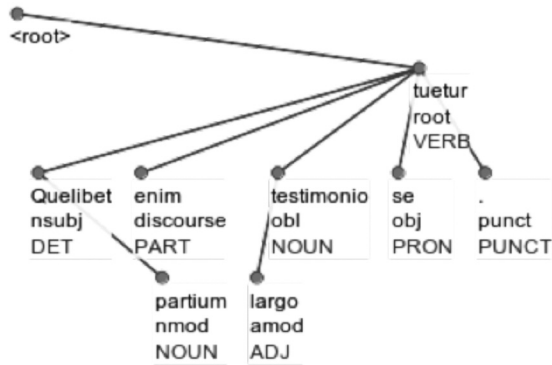 <root>
tuetur
root
VERB
Quelibet enim testimonio se .
nsubj discourse obl obj punct
DET PART NOUN PRON PUNCT
partium largo
nmod amod
NOUN ADJ